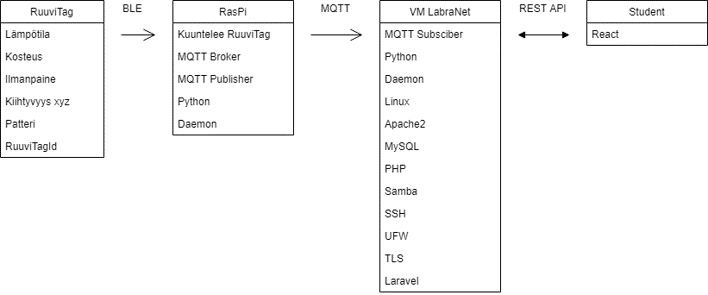 RuuviTag
Lämpötila
Kosteus
Ilmanpaine
Kiihtyvyys xyz
Patteri
RuuviTagId
BLE
RasPi
Kuuntelee RuuviTag
MQTT Broker
MQTT Publisher
Python
Daemon
MQTT
VM LabraNet
MQTT Subsciber
Python
Daemon
Linux
Apache2
MySQL
PHP
Samba
SSH
UFW
TLS
Laravel
REST API
Student
React